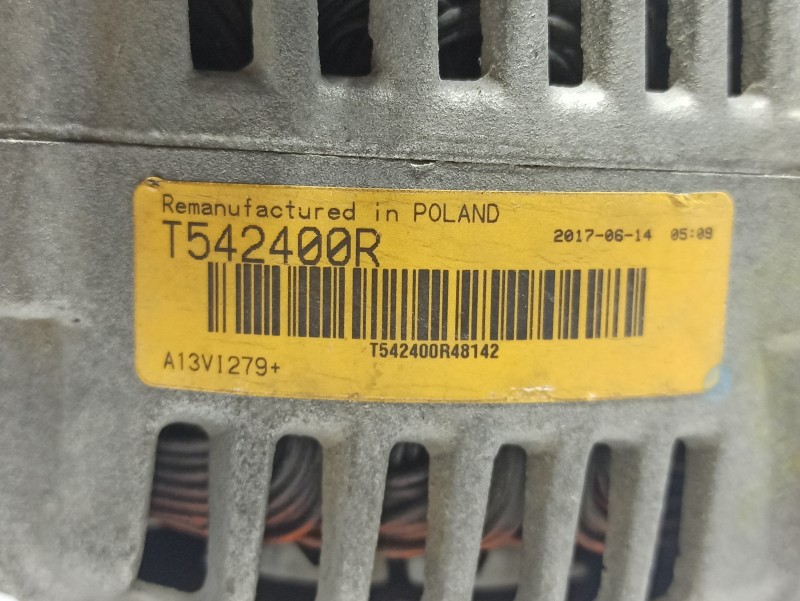 Remanufactured in POLAND
T542400R 2017-06-14 05:09
T542400R48142
A13VI279+